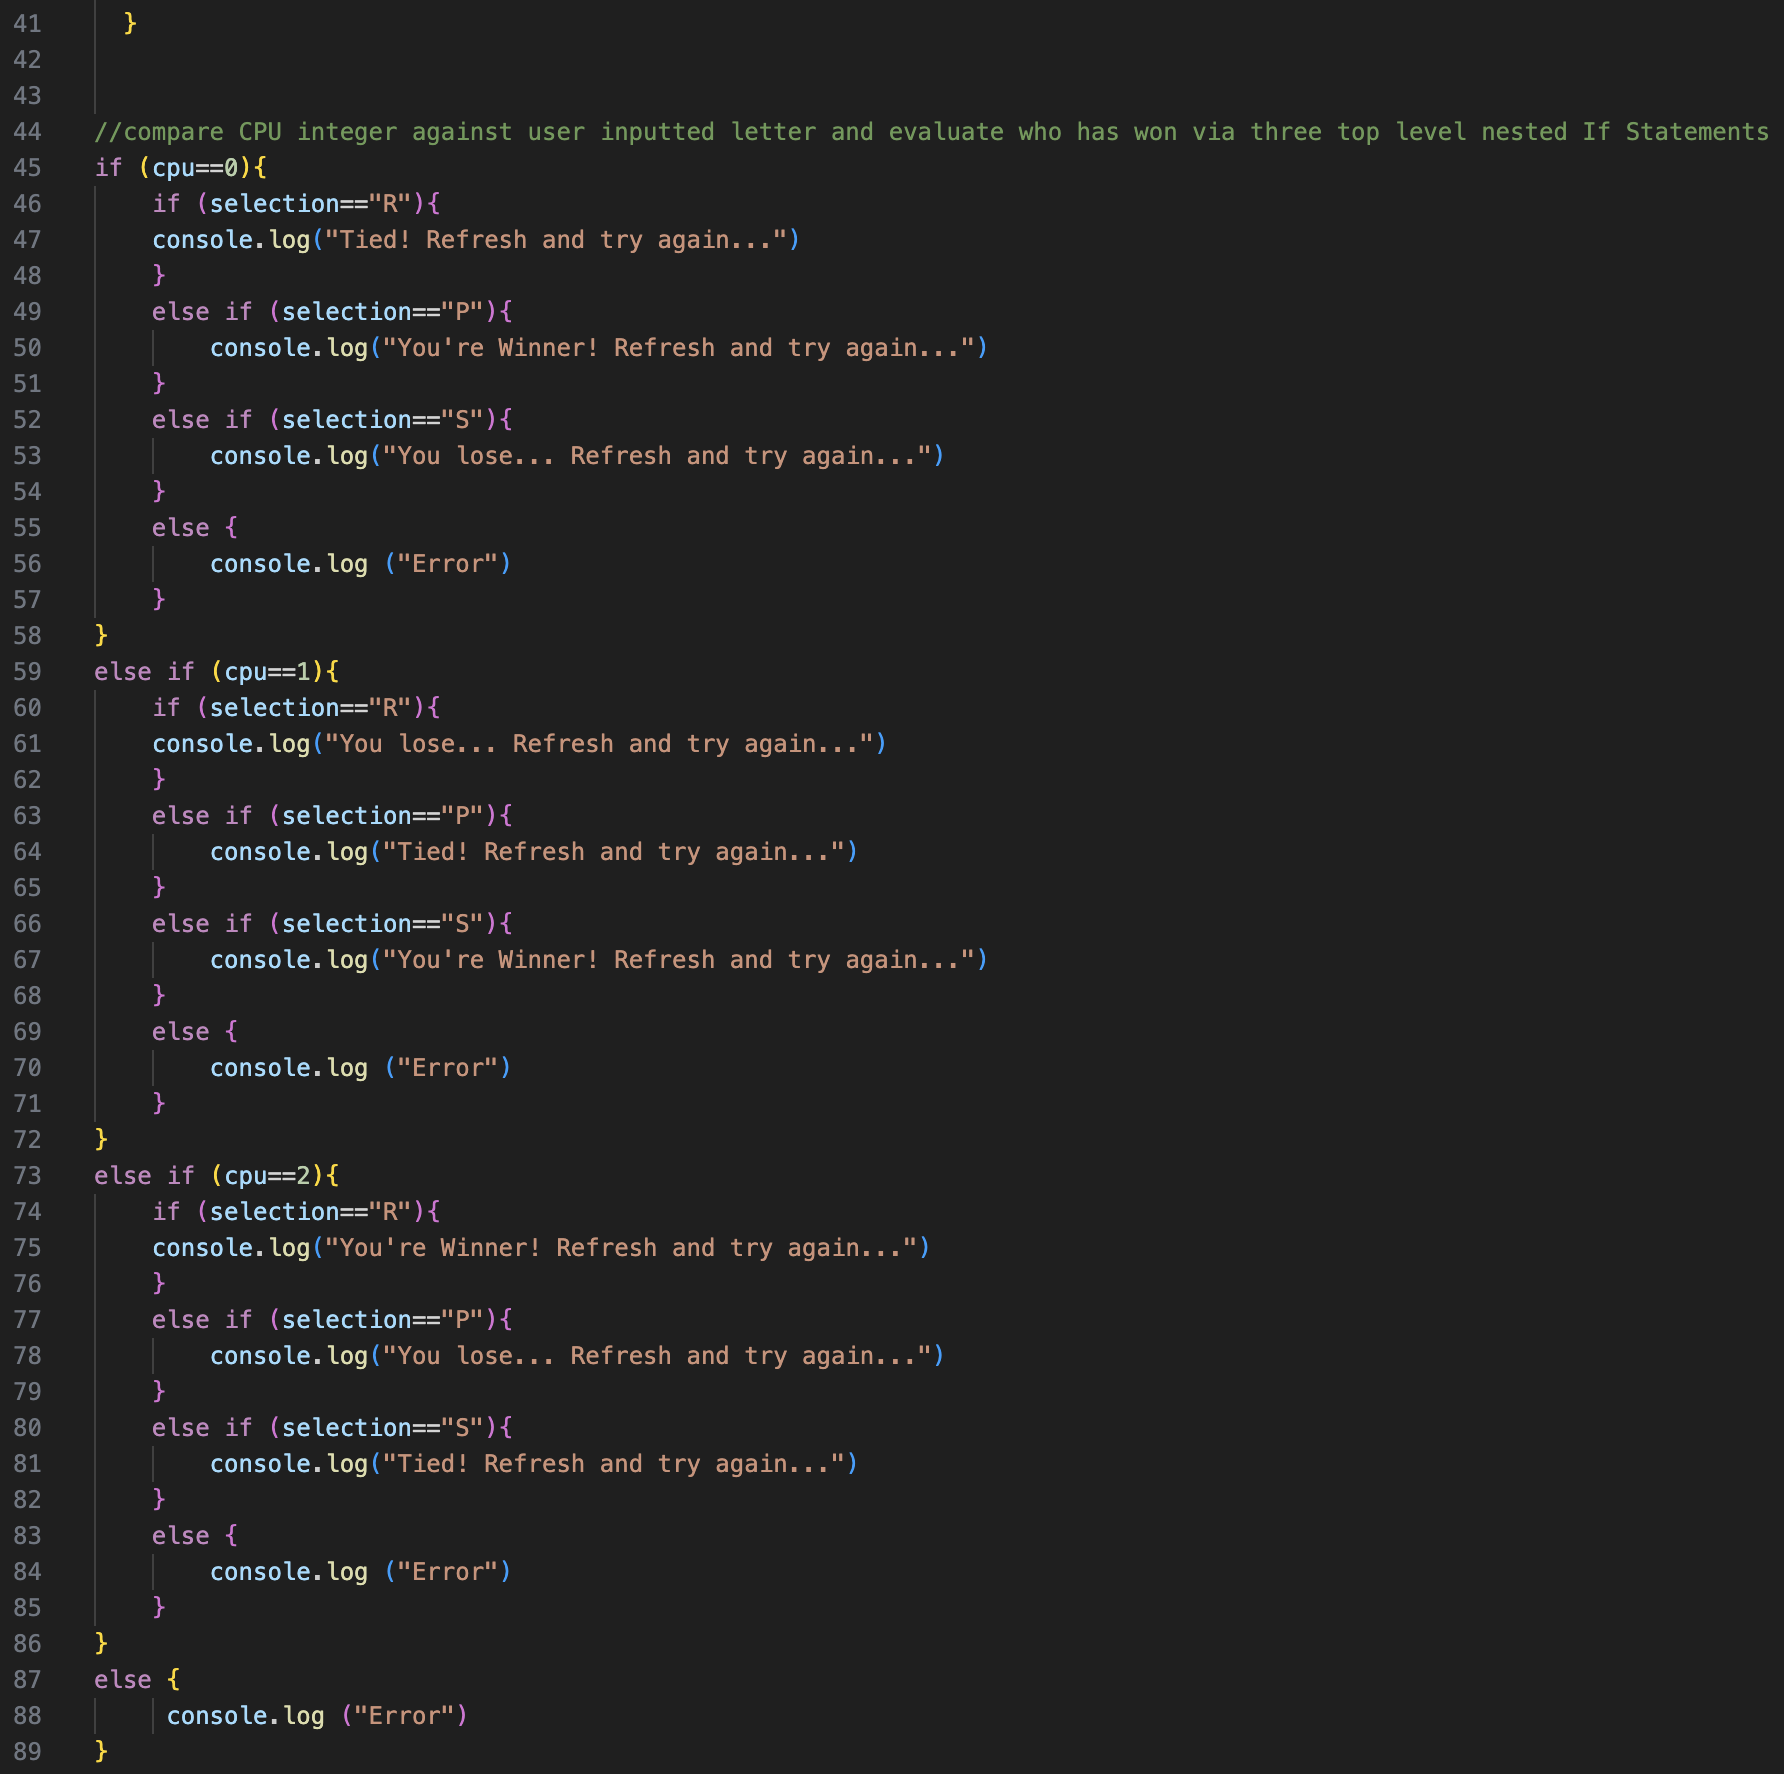 41 }
42
43
44 //compare CPU integer against user inputted letter and evaluate who has won via three top level nested If Statements
45 if (cpu==0){
46 if (selection=="R"){
47 console.log("Tied! Refresh and try again...")
48 }
49 else if (selection=="P"){
50 console.log("You're Winner! Refresh and try again...")
51 }
52 else if (selection=="S"){
53 console.log("You lose... Refresh and try again...")
54 }
55 else {
56 console.log ("Error")
57 }
58 }
59 else if (cpu==1){
60 if (selection=="R"){
61 console.log("You lose... Refresh and try again...")
62 }
63 else if (selection=="P"){
64 console.log("Tied! Refresh and try again...")
65 }
66 else if (selection=="S"){
67 console.log("You're Winner! Refresh and try again...")
68 }
69 else {
70 console.log ("Error")
71 }
72 }
73 else if (cpu==2){
74 if (selection=="R"){
75 console.log("You're Winner! Refresh and try again...")
76 }
77 else if (selection=="P"){
78 console.log("You lose... Refresh and try again...")
79 }
80 else if (selection=="S"){
81 console.log("Tied! Refresh and try again...")
82 }
83 else {
84 console.log ("Error")
85 }
86 }
87 else {
88 console.log ("Error")
89 }